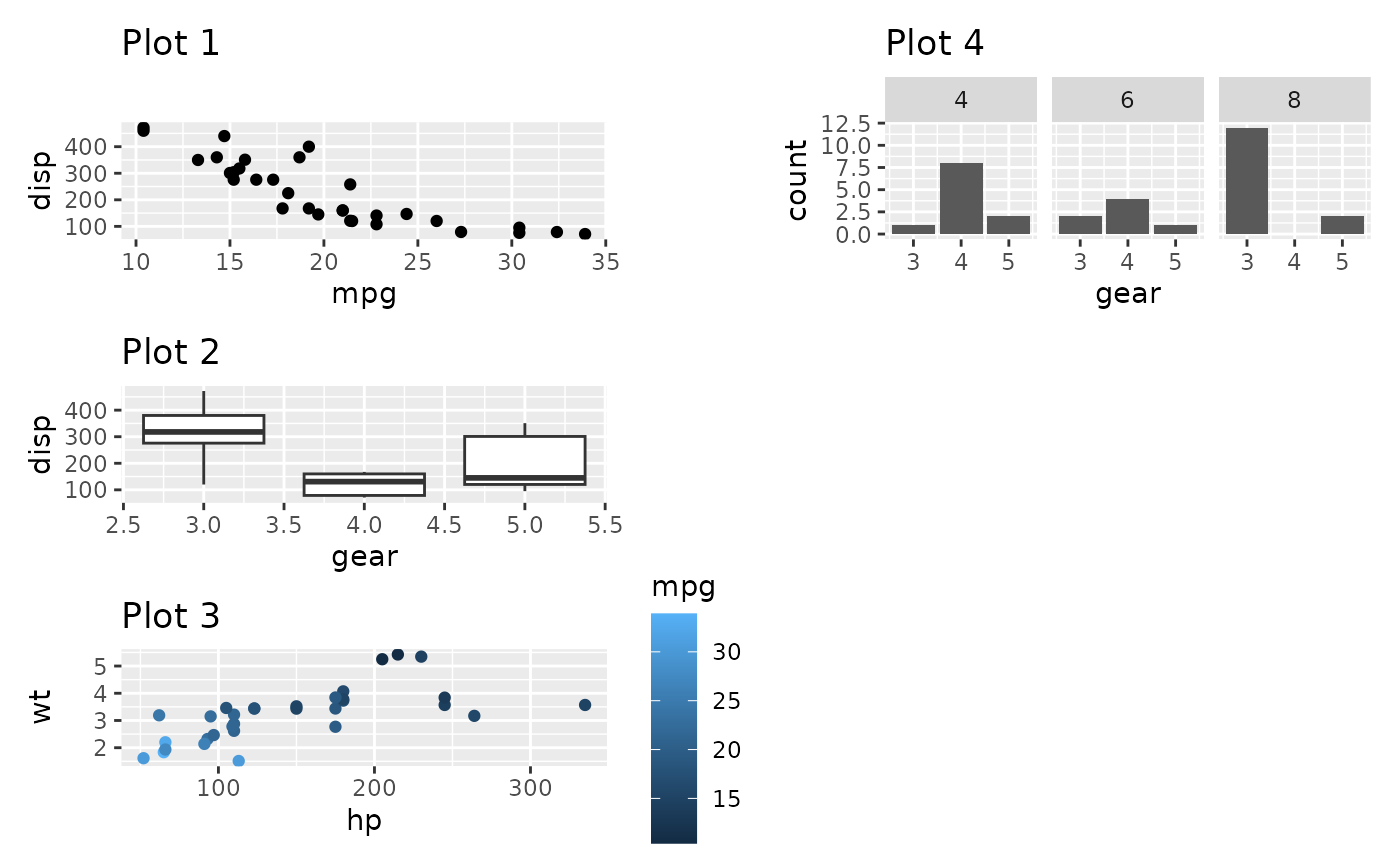 Plot 1
disp
400
300
200
100
10 15 20 25 30 35
mpg
Plot 4
4 6 8
count
12.5
10.0
7.5
5.0
2.5
0.0
3 4 5 3 4 5 3 4 5
gear
Plot 2
disp
400
300
200
100
2.5 3.0 3.5 4.0 4.5 5.0 5.5
gear
Plot 3
wt
5
4
3
2
100 200 300
hp
mpg
30
25
20
15